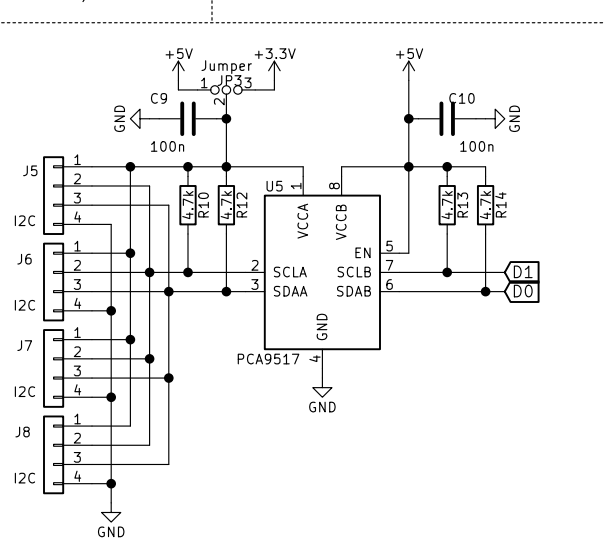 +5V +3.3V +5V
Jumper
1 JP3 3
2
C9 C10
GND GND
100n 100n
J5 1
2
3
I2C 4
U5 1 8
4.7k R10 4.7k R12 4.7k R13 4.7k R14
VCCA VCCB
J6 1
2
3
I2C 4
EN 5
2 SCLA SCLB 7 D1
3 SDAA SDAB 6 D0
GND
PCA9517 4
J7 1
2
3
I2C 4
GND
J8 1
2
3
I2C 4
GND